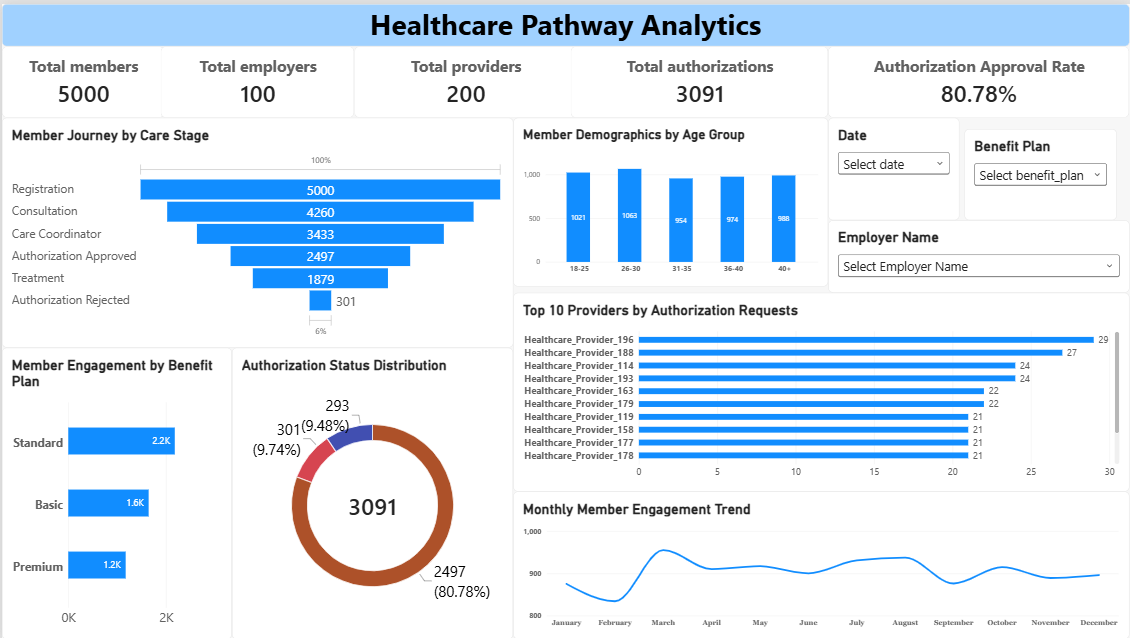 Healthcare Pathway Analytics
Total members
5000
Total employers
100
Total providers
200
Total authorizations
3091
Authorization Approval Rate
80.78%
Member Journey by Care Stage
100%
Registration
5000
Consultation
4260
Care Coordinator
3433
Authorization Approved
2497
Treatment
1879
Authorization Rejected
301
6%
Member Demographics by Age Group
1,000
500
0
1021
1063
954
974
988
18-25
26-30
31-35
36-40
40+
Date
Select date
Benefit Plan
Select benefit_plan
Employer Name
Select Employer Name
Top 10 Providers by Authorization Requests
Healthcare_Provider_196 29
Healthcare_Provider_188 27
Healthcare_Provider_114 24
Healthcare_Provider_193 24
Healthcare_Provider_163 22
Healthcare_Provider_179 22
Healthcare_Provider_119 21
Healthcare_Provider_158 21
Healthcare_Provider_177 21
Healthcare_Provider_178 21
0 5 10 15 20 25 30
Member Engagement by Benefit
Plan
Standard 2.2K
Basic 1.6K
Premium 1.2K
0K 2K
Authorization Status Distribution
293
(9.48%)
301
(9.74%)
3091
2497
(80.78%)
Monthly Member Engagement Trend
1,000
900
800
January February March April May June July August September October November December